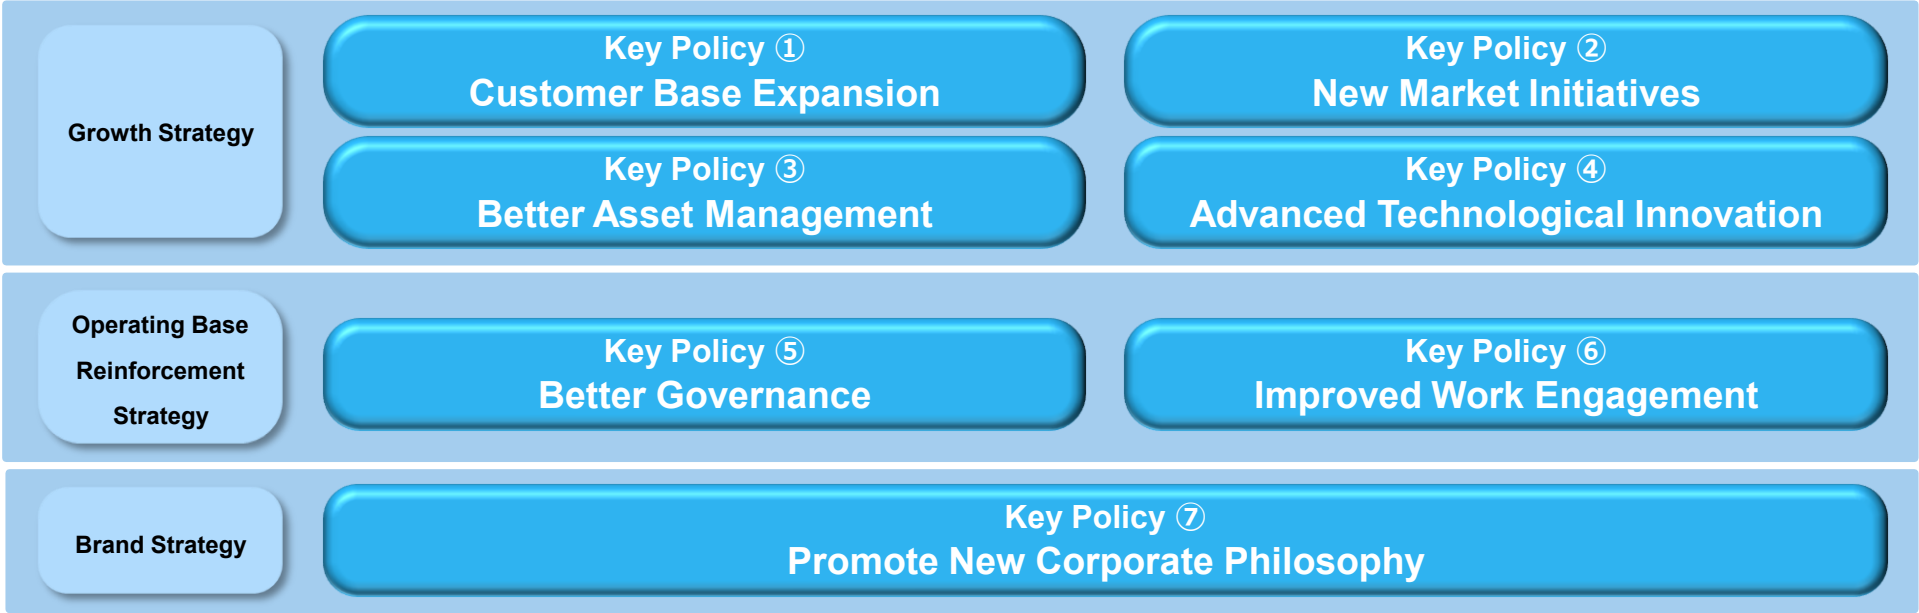 Growth Strategy
Key Policy ①
Customer Base Expansion
Key Policy ②
New Market Initiatives
Key Policy ③
Better Asset Management
Key Policy ④
Advanced Technological Innovation
Operating Base
Reinforcement
Strategy
Key Policy ⑤
Better Governance
Key Policy ⑥
Improved Work Engagement
Brand Strategy
Key Policy ⑦
Promote New Corporate Philosophy